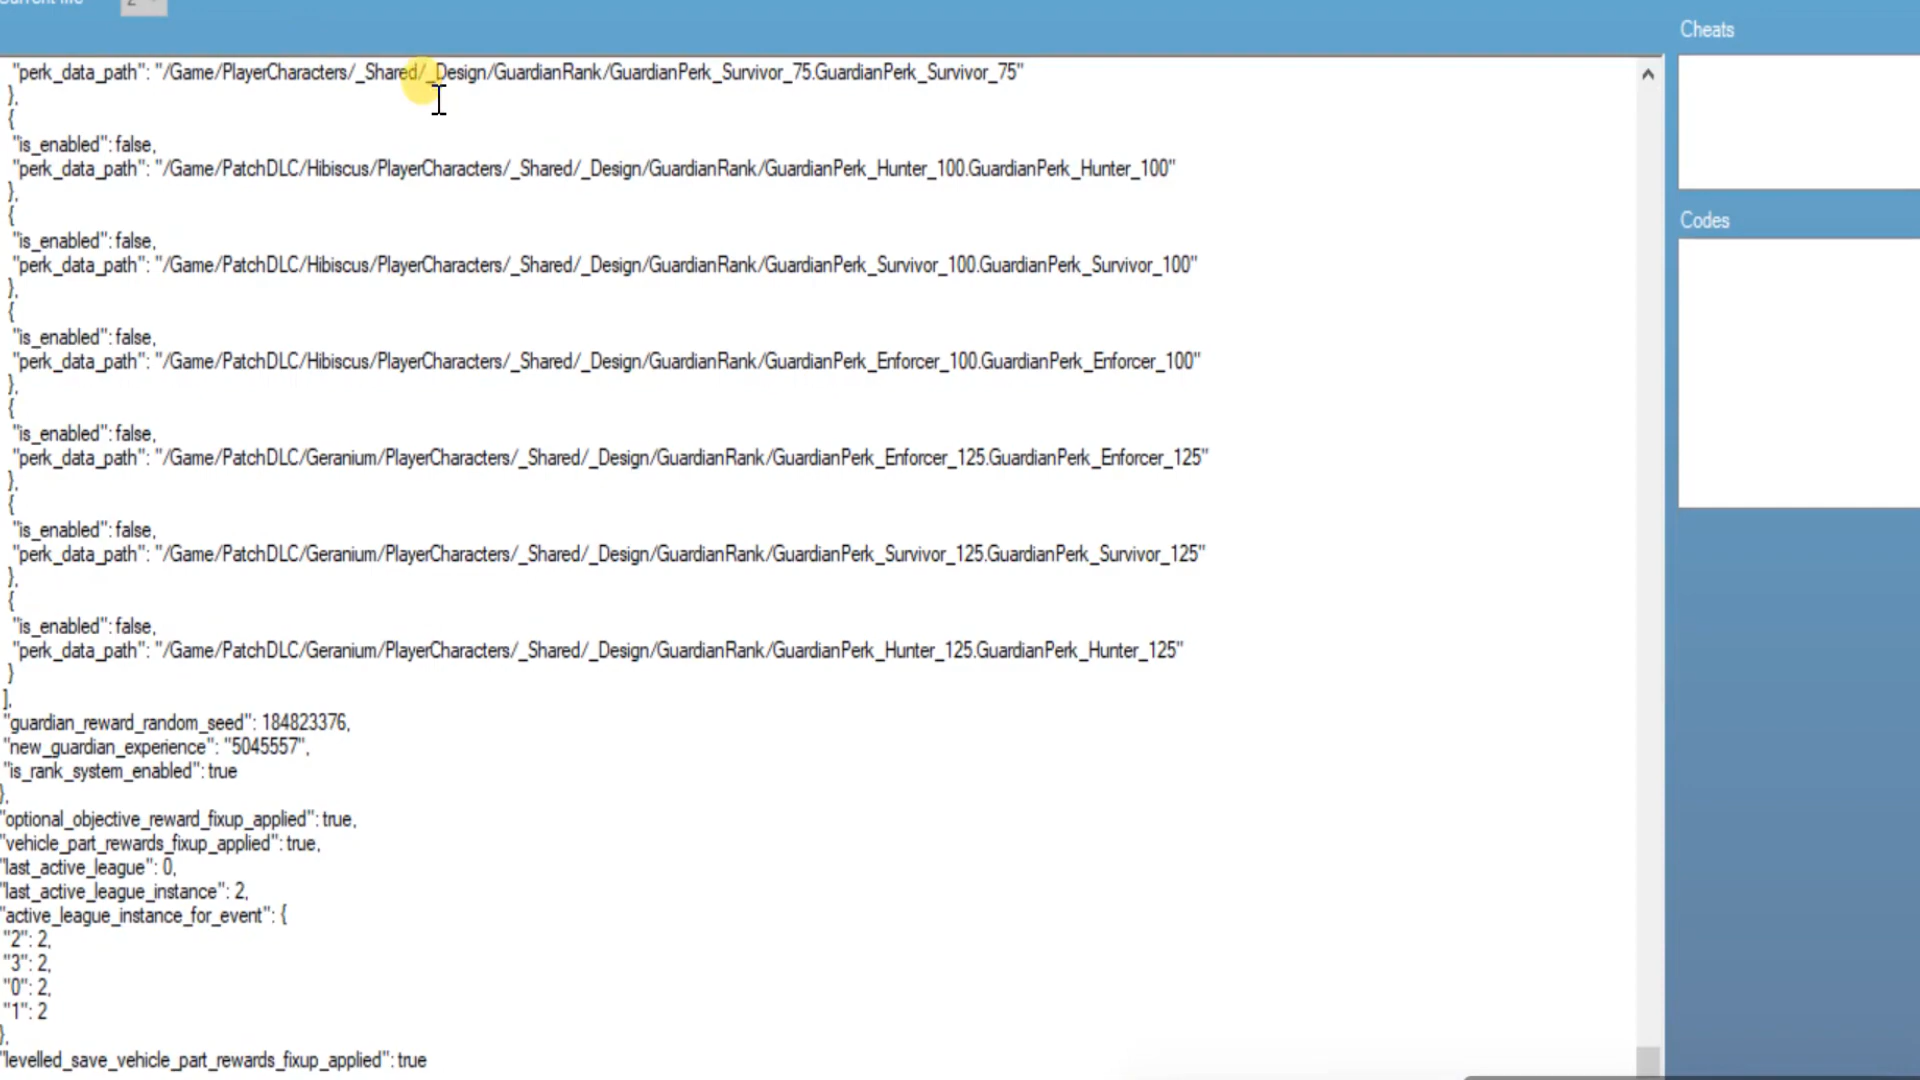 "perk_data_path": "/Game/PlayerCharacters/_Shared/_Design/GuardianRank/GuardianPerk_Survivor_75.GuardianPerk_Survivor_75"
},
{
"is_enabled": false,
"perk_data_path": "/Game/PatchDLC/Hibiscus/PlayerCharacters/_Shared/_Design/GuardianRank/GuardianPerk_Hunter_100.GuardianPerk_Hunter_100"
},
{
"is_enabled": false,
"perk_data_path": "/Game/PatchDLC/Hibiscus/PlayerCharacters/_Shared/_Design/GuardianRank/GuardianPerk_Survivor_100.GuardianPerk_Survivor_100"
},
{
"is_enabled": false,
"perk_data_path": "/Game/PatchDLC/Hibiscus/PlayerCharacters/_Shared/_Design/GuardianRank/GuardianPerk_Enforcer_100.GuardianPerk_Enforcer_100"
},
{
"is_enabled": false,
"perk_data_path": "/Game/PatchDLC/Geranium/PlayerCharacters/_Shared/_Design/GuardianRank/GuardianPerk_Enforcer_125.GuardianPerk_Enforcer_125"
},
{
"is_enabled": false,
"perk_data_path": "/Game/PatchDLC/Geranium/PlayerCharacters/_Shared/_Design/GuardianRank/GuardianPerk_Survivor_125.GuardianPerk_Survivor_125"
},
{
"is_enabled": false,
"perk_data_path": "/Game/PatchDLC/Geranium/PlayerCharacters/_Shared/_Design/GuardianRank/GuardianPerk_Hunter_125.GuardianPerk_Hunter_125"
}
],
"guardian_reward_random_seed": 184823376,
"new_guardian_experience": "5045557",
"is_rank_system_enabled": true
},
"optional_objective_reward_fixup_applied": true,
"vehicle_part_rewards_fixup_applied": true,
"last_active_league": 0,
"last_active_league_instance": 2,
"active_league_instance_for_event": {
"2": 2,
"3": 2,
"0": 2,
"1": 2
},
"levelled_save_vehicle_part_rewards_fixup_applied": true
Cheats
Codes